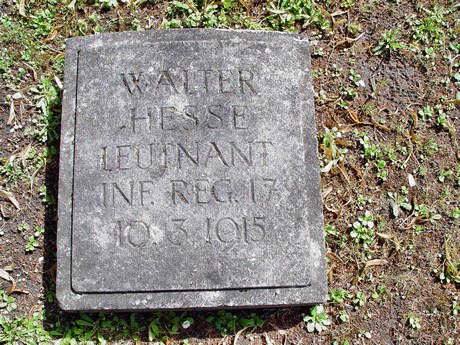 WALTER
HESSE
LEUTNANT
INF. REG. 17
10. 3. 1915